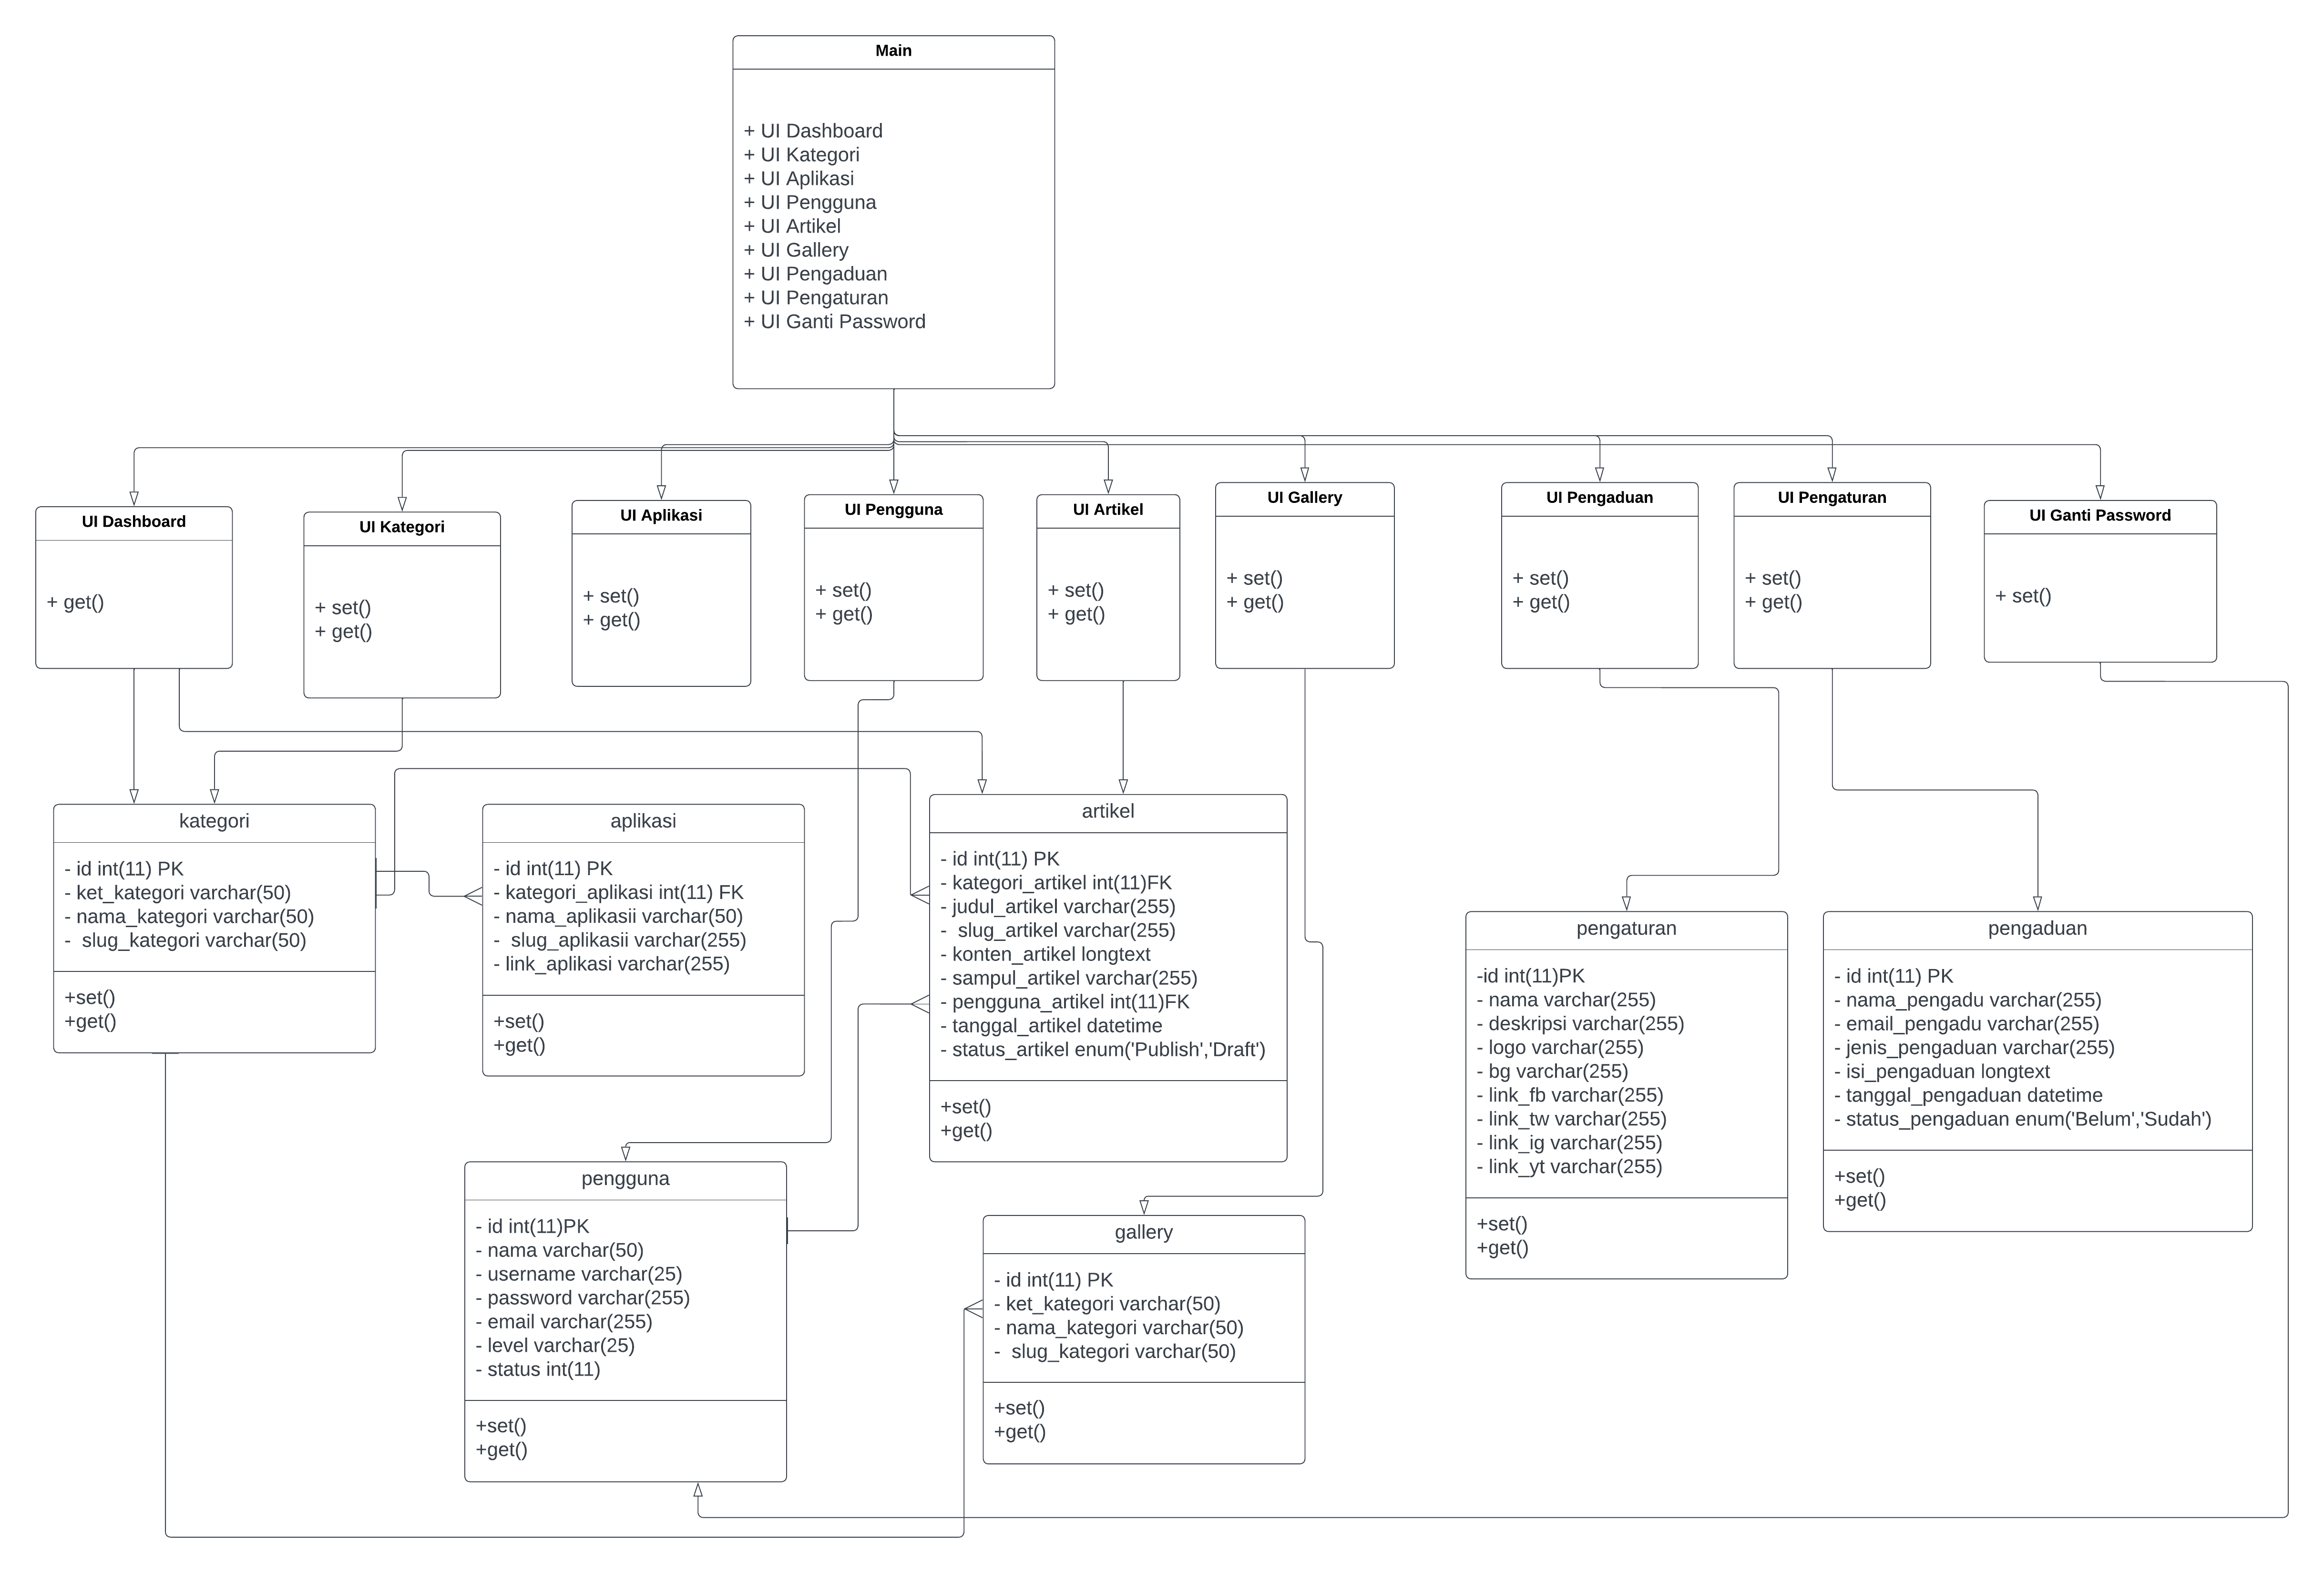 Main
+ UI Dashboard
+ UI Kategori
+ UI Aplikasi
+ UI Pengguna
+ UI Artikel
+ UI Gallery
+ UI Pengaduan
+ UI Pengaturan
+ UI Ganti Password
UI Dashboard
+ get()
UI Kategori
+ set()
+ get()
UI Aplikasi
+ set()
+ get()
UI Pengguna
+ set()
+ get()
UI Artikel
+ set()
+ get()
UI Gallery
+ set()
+ get()
UI Pengaduan
+ set()
+ get()
UI Pengaturan
+ set()
+ get()
UI Ganti Password
+ set()
kategori
- id int(11) PK
- ket_kategori varchar(50)
- nama_kategori varchar(50)
-  slug_kategori varchar(50)
+set()
+get()
aplikasi
- id int(11) PK
- kategori_aplikasi int(11) FK
- nama_aplikasii varchar(50)
-  slug_aplikasii varchar(255)
- link_aplikasi varchar(255)
+set()
+get()
artikel
- id int(11) PK
- kategori_artikel int(11)FK
- judul_artikel varchar(255)
-  slug_artikel varchar(255)
- konten_artikel longtext
- sampul_artikel varchar(255)
- pengguna_artikel int(11)FK
- tanggal_artikel datetime
- status_artikel enum('Publish','Draft')
+set()
+get()
pengaturan
-id int(11)PK
- nama varchar(255)
- deskripsi varchar(255)
- logo varchar(255)
- bg varchar(255)
- link_fb varchar(255)
- link_tw varchar(255)
- link_ig varchar(255)
- link_yt varchar(255)
+set()
+get()
pengaduan
- id int(11) PK
- nama_pengadu varchar(255)
- email_pengadu varchar(255)
- jenis_pengaduan varchar(255)
- isi_pengaduan longtext
- tanggal_pengaduan datetime
- status_pengaduan enum('Belum','Sudah')
+set()
+get()
pengguna
- id int(11)PK
- nama varchar(50)
- username varchar(25)
- password varchar(255)
- email varchar(255)
- level varchar(25)
- status int(11)
+set()
+get()
gallery
- id int(11) PK
- ket_kategori varchar(50)
- nama_kategori varchar(50)
-  slug_kategori varchar(50)
+set()
+get()